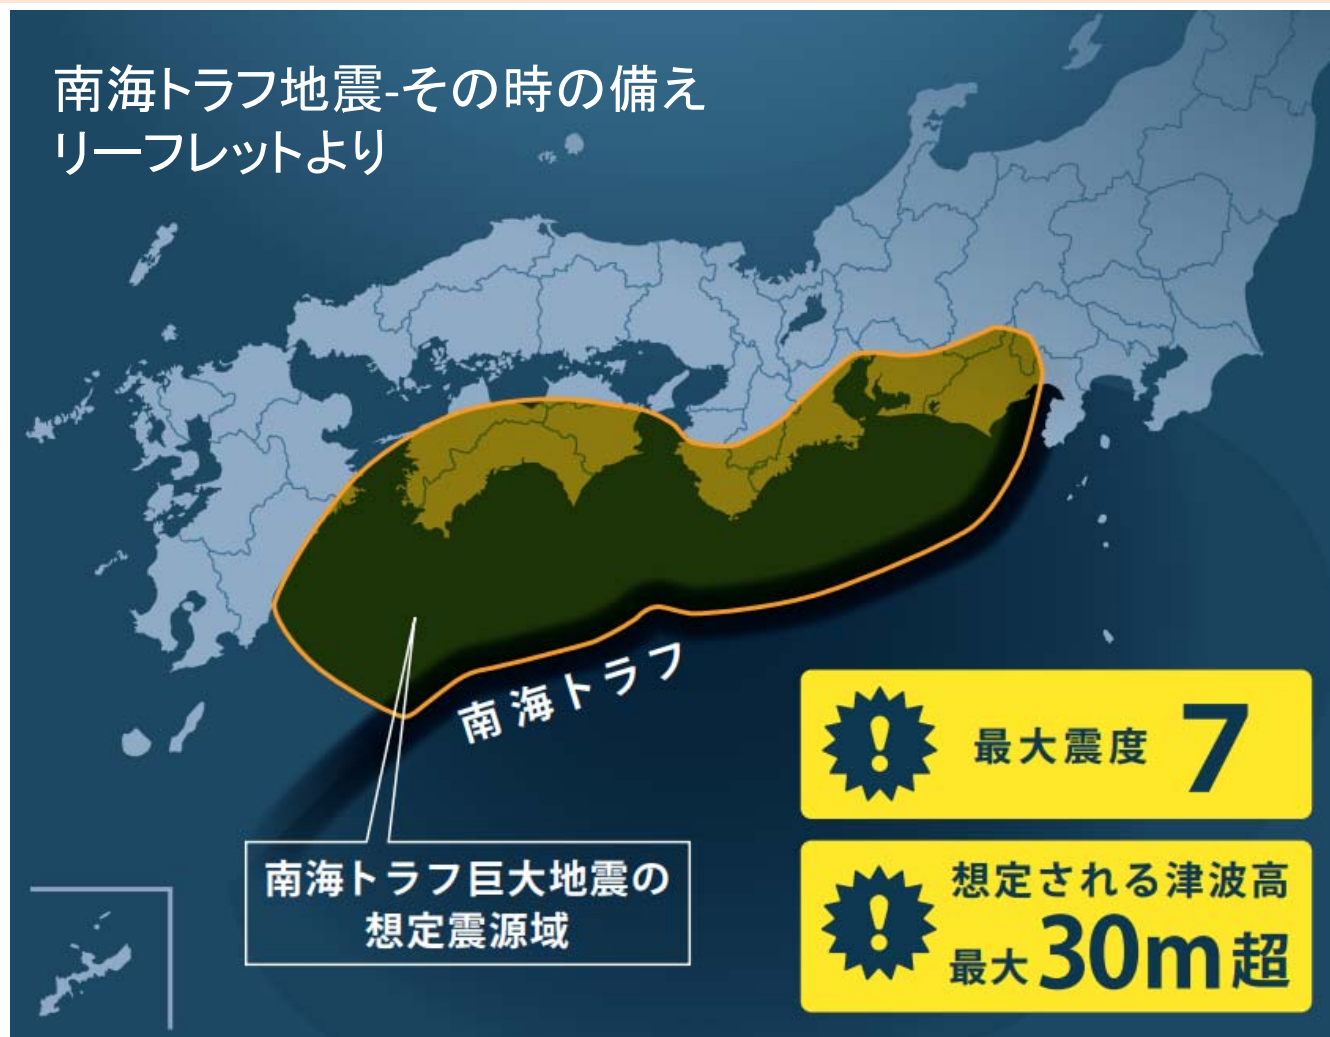 南海トラフ地震-その時の備え
リーフレットより
南海トラフ
南海トラフ巨大地震の
想定震源域
! 最大震度 7
! 想定される津波高
最大30m超